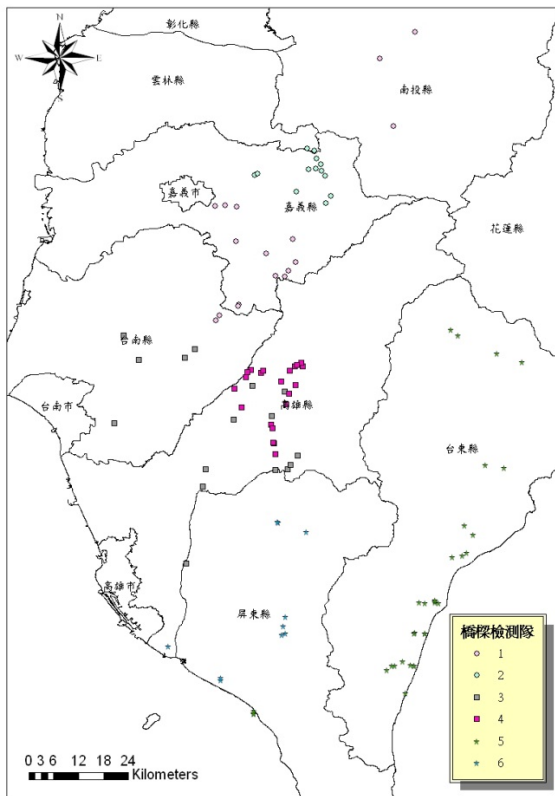 彰化縣
N
W E
S
雲林縣
南投縣
嘉義市
嘉義縣
花蓮縣
台南縣
台南市
高雄縣
台東縣
高雄市
屏東縣
橋樑檢測隊
1
2
3
4
5
6
0 3 6 12 18 24
Kilometers